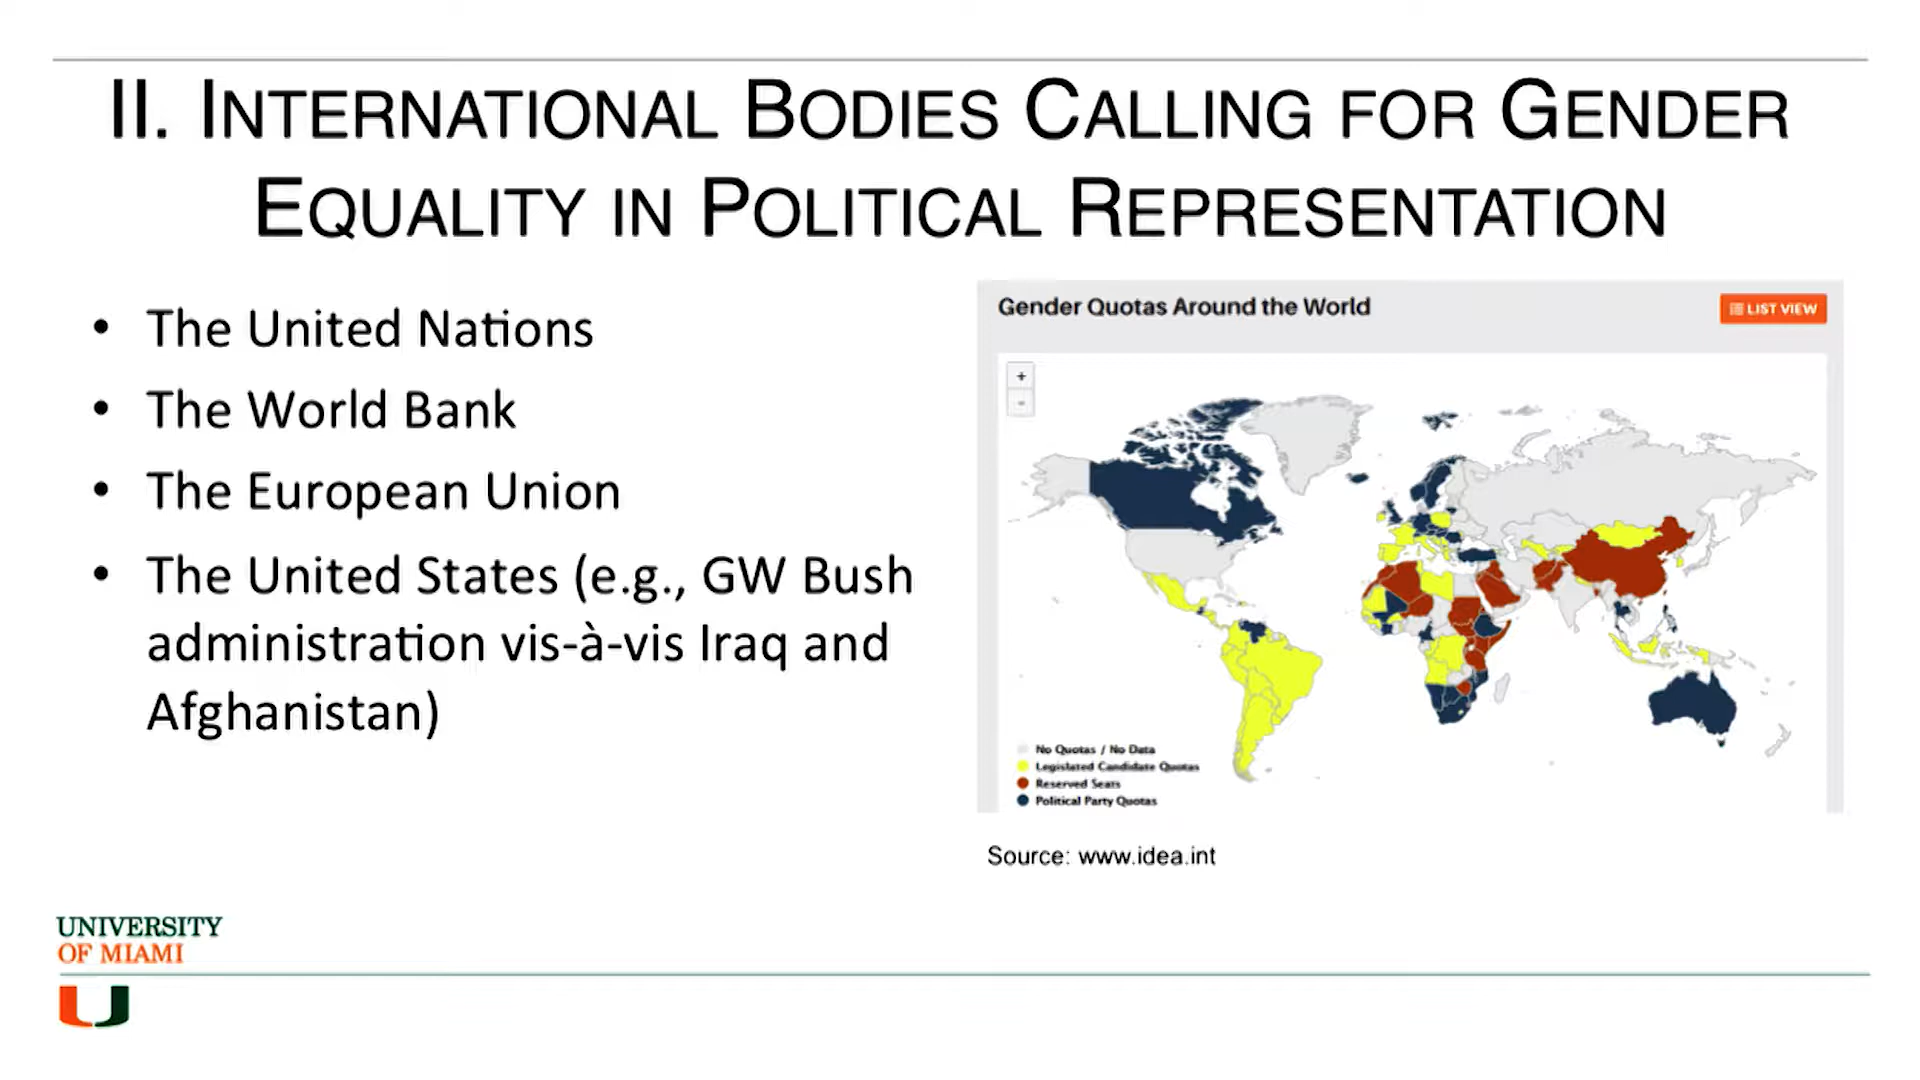 II. INTERNATIONAL BODIES CALLING FOR GENDER
EQUALITY IN POLITICAL REPRESENTATION
• The United Nations
• The World Bank
• The European Union
• The United States (e.g., GW Bush
administration vis-à-vis Iraq and
Afghanistan)
Gender Quotas Around the World
LIST VIEW
+
-
No Quotas / No Data
Legislated Candidate Quotas
Reserved Seats
Political Party Quotas
Source: www.idea.int
UNIVERSITY
OF MIAMI
U